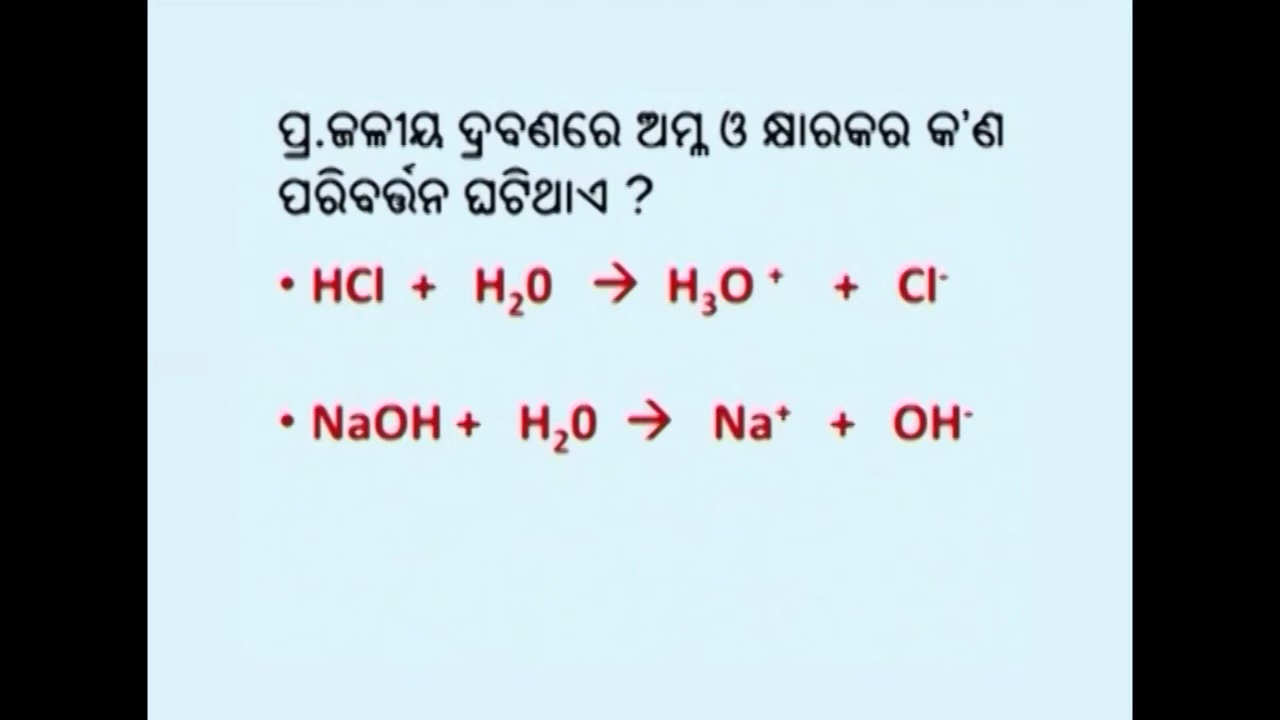 ପ୍ର.ଜଳୀୟ ଦ୍ରବଣରେ ଅମ୍ଳ ଓ କ୍ଷାରକର କ'ଣ
ପରିବର୍ତ୍ତନ ଘଟିଥାଏ ?
• HCl + H₂0 → H₃O⁺ + Cl⁻
• NaOH + H₂0 → Na⁺ + OH⁻